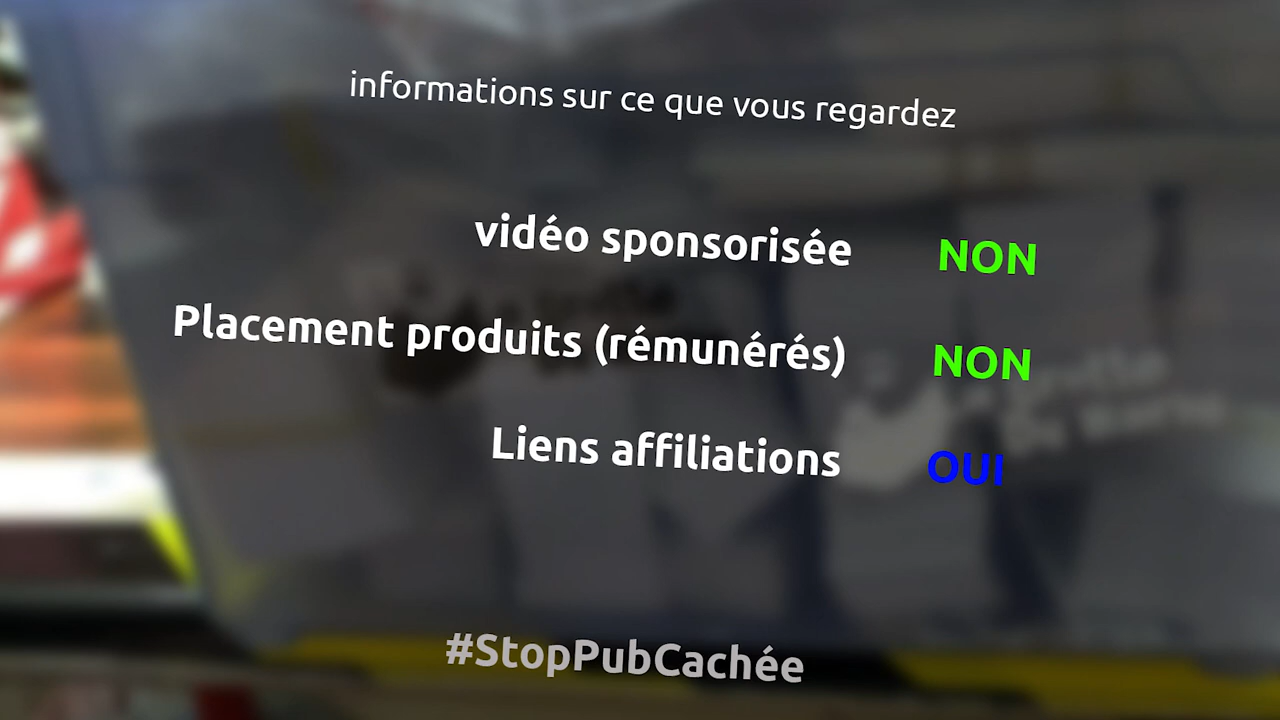 informations sur ce que vous regardez
vidéo sponsorisée NON
Placement produits (rémunérés) NON
Liens affiliations OUI
#StopPubCachée